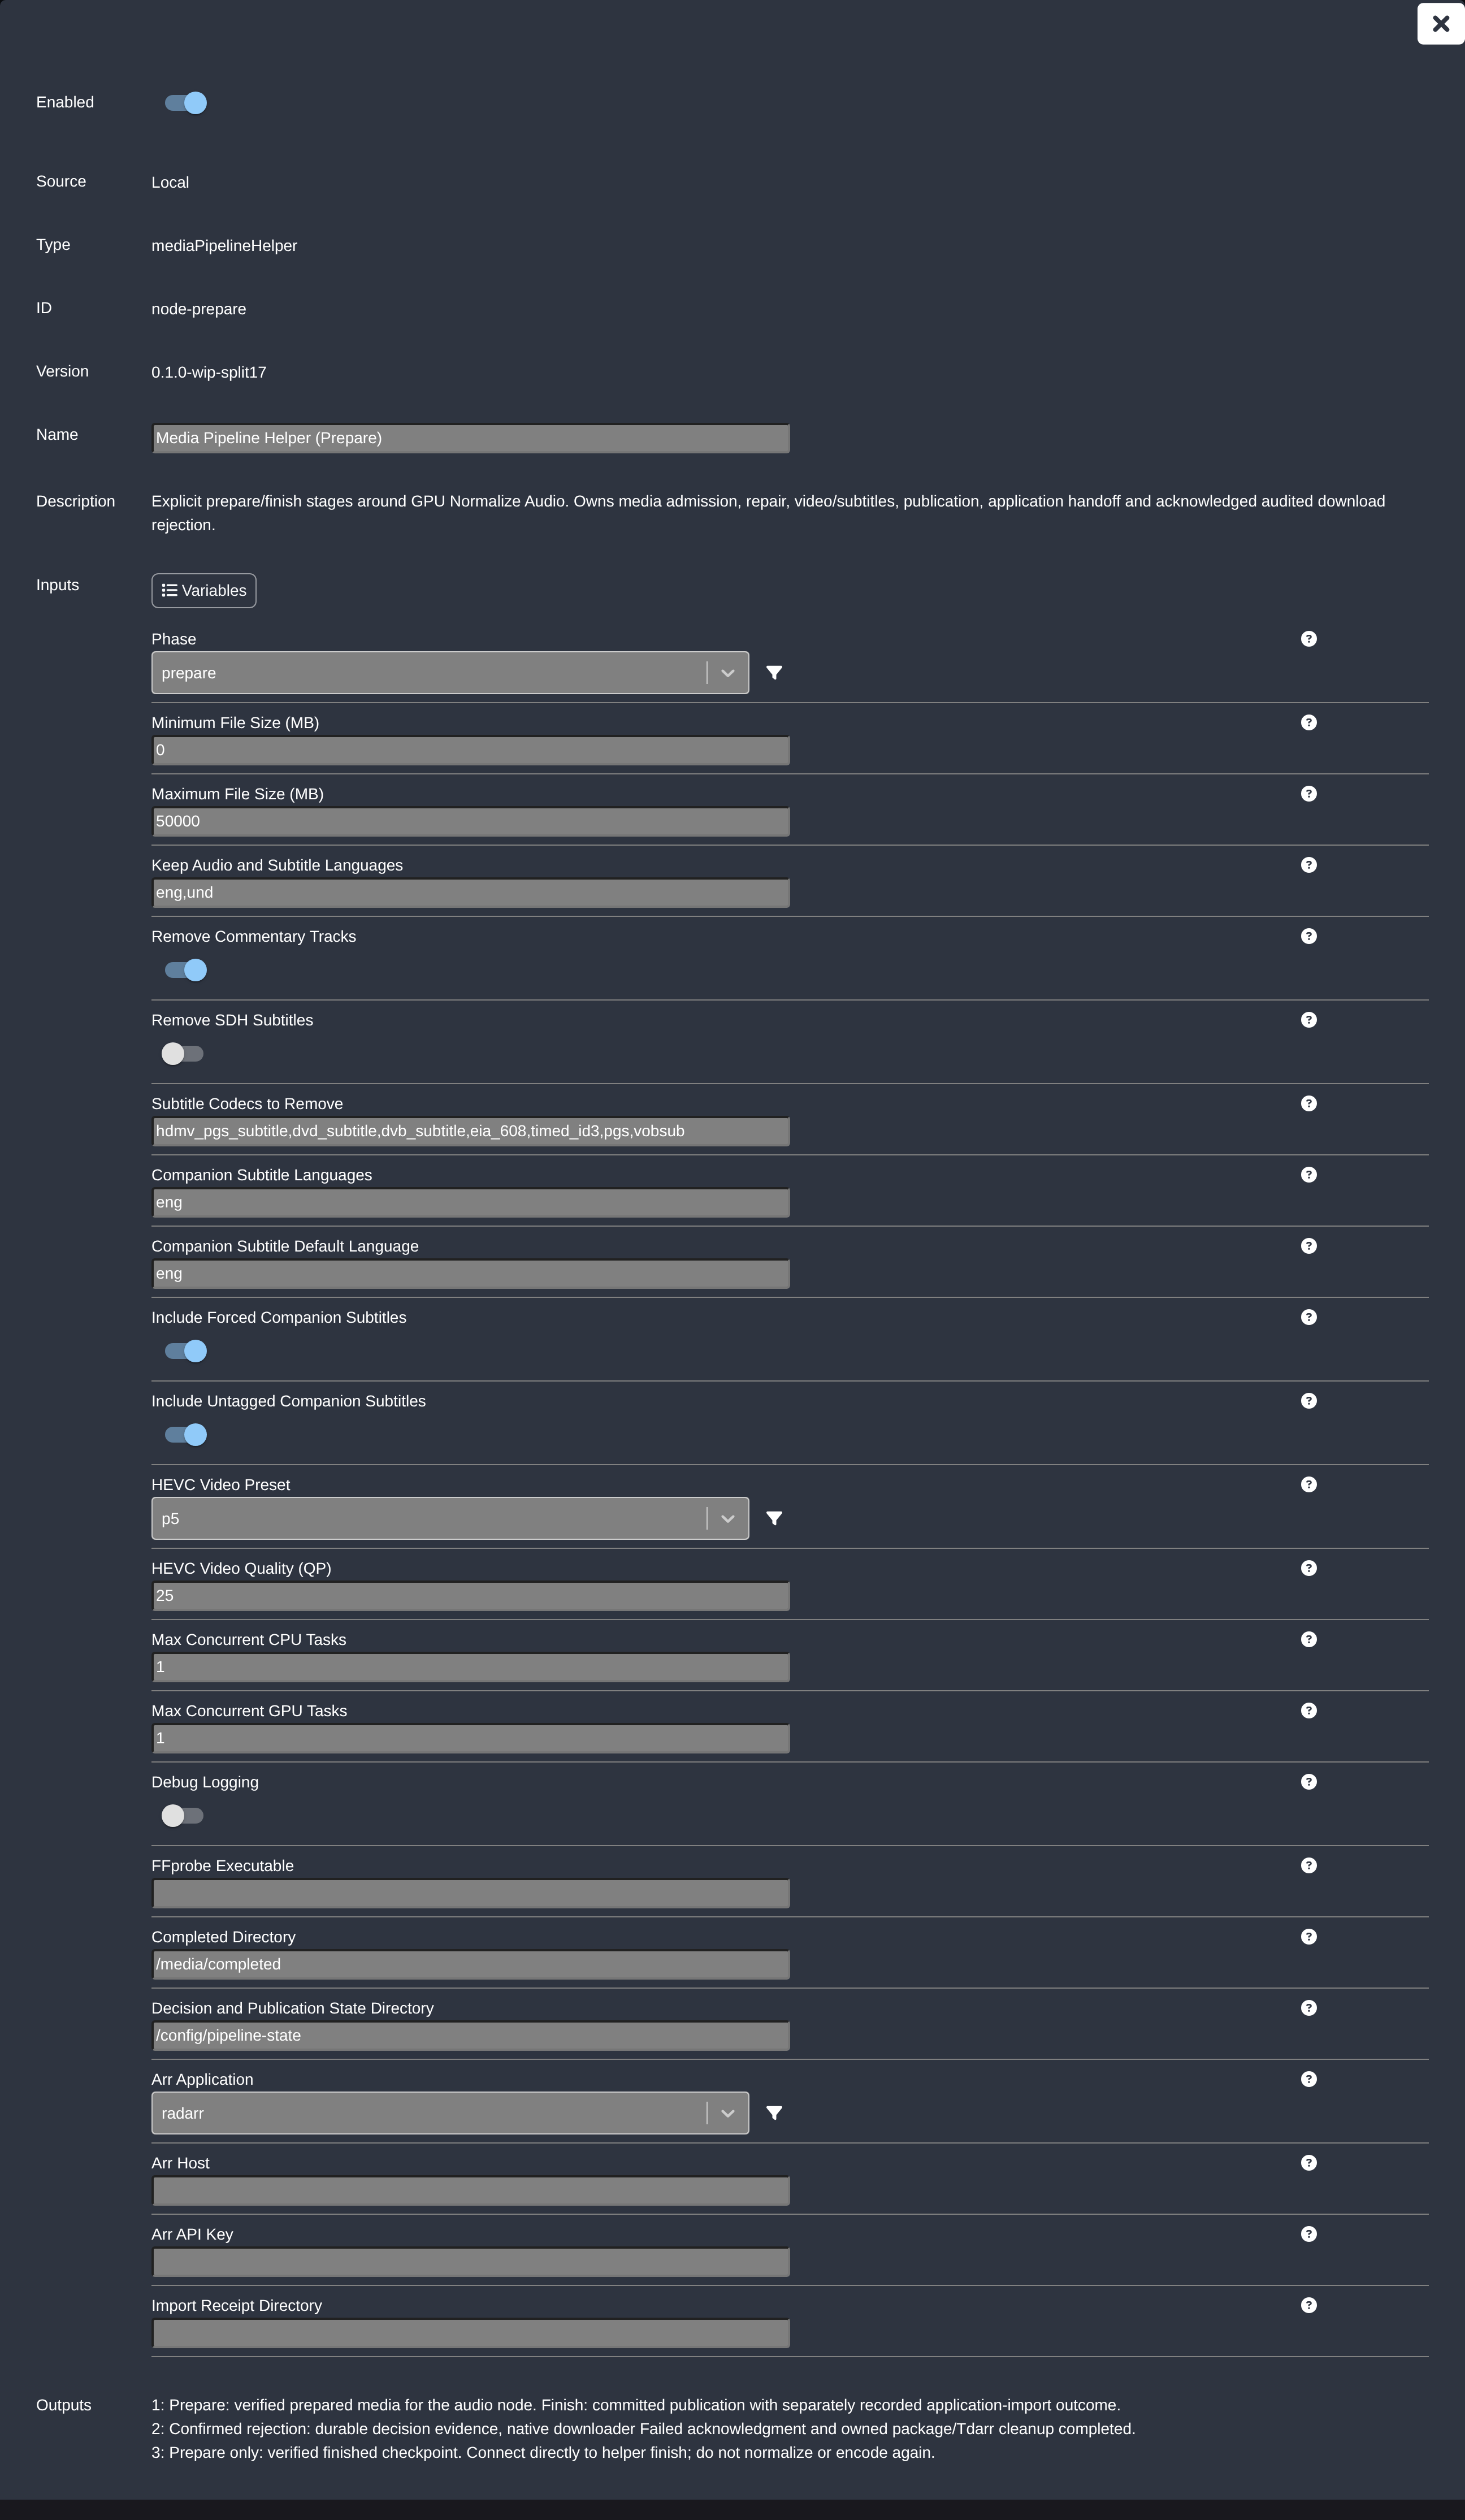 Enabled
Source Local
Type mediaPipelineHelper
ID node-prepare
Version 0.1.0-wip-split17
Name Media Pipeline Helper (Prepare)
Description Explicit prepare/finish stages around GPU Normalize Audio. Owns media admission, repair, video/subtitles, publication, application handoff and acknowledged audited download
rejection.
Inputs Variables
Phase
prepare
Minimum File Size (MB)
0
Maximum File Size (MB)
50000
Keep Audio and Subtitle Languages
eng,und
Remove Commentary Tracks
Remove SDH Subtitles
Subtitle Codecs to Remove
hdmv_pgs_subtitle,dvd_subtitle,dvb_subtitle,eia_608,timed_id3,pgs,vobsub
Companion Subtitle Languages
eng
Companion Subtitle Default Language
eng
Include Forced Companion Subtitles
Include Untagged Companion Subtitles
HEVC Video Preset
p5
HEVC Video Quality (QP)
25
Max Concurrent CPU Tasks
1
Max Concurrent GPU Tasks
1
Debug Logging
FFprobe Executable
Completed Directory
/media/completed
Decision and Publication State Directory
/config/pipeline-state
Arr Application
radarr
Arr Host
Arr API Key
Import Receipt Directory
Outputs 1: Prepare: verified prepared media for the audio node. Finish: committed publication with separately recorded application-import outcome.
2: Confirmed rejection: durable decision evidence, native downloader Failed acknowledgment and owned package/Tdarr cleanup completed.
3: Prepare only: verified finished checkpoint. Connect directly to helper finish; do not normalize or encode again.